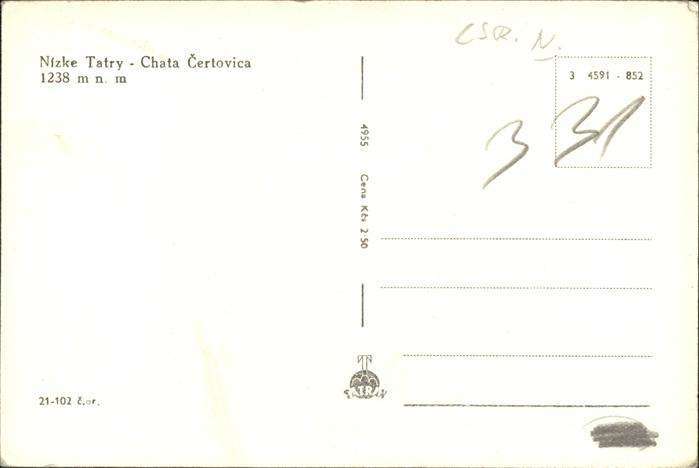 Nízke Tatry - Chata Čertovica
1238 m n. m
ČSR. N.
3 4591 - 852
3 31
4955 Cena Kčs 2·50
21-102 č.or.